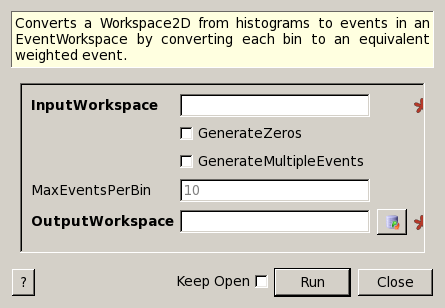 Converts a Workspace2D from histograms to events in an
EventWorkspace by converting each bin to an equivalent
weighted event.
InputWorkspace
GenerateZeros
GenerateMultipleEvents
MaxEventsPerBin 10
OutputWorkspace
? Keep Open Run Close